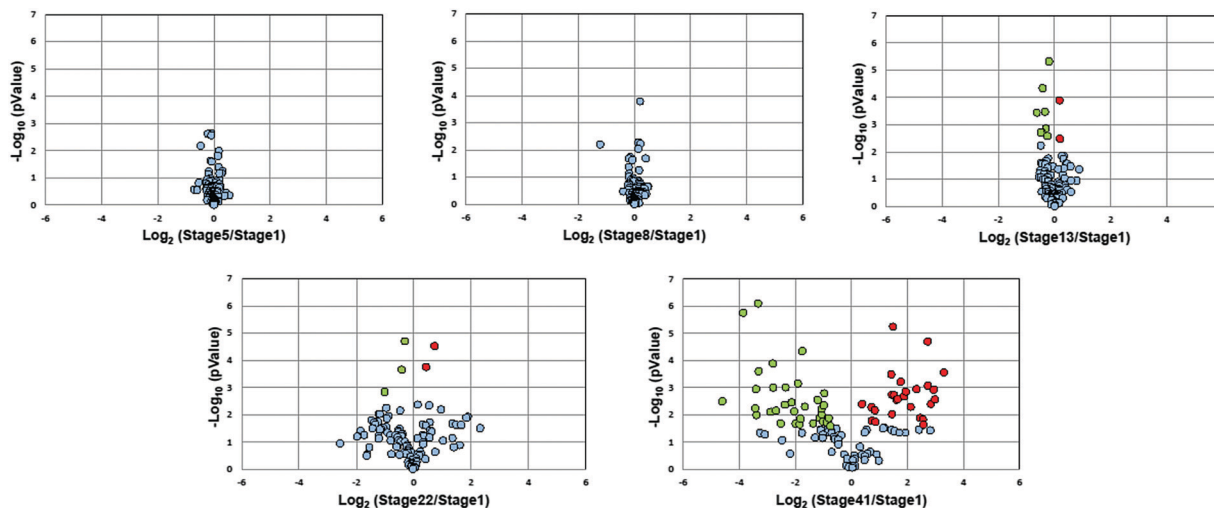 7
6
5
4
3
2
1
0
-Log10 (pValue)
-6 -4 -2 0 2 4 6
Log2 (Stage5/Stage1)
7
6
5
4
3
2
1
0
-Log10 (pValue)
-6 -4 -2 0 2 4 6
Log2 (Stage8/Stage1)
7
6
5
4
3
2
1
0
-Log10 (pValue)
-6 -4 -2 0 2 4 6
Log2 (Stage13/Stage1)
7
6
5
4
3
2
1
0
-Log10 (pValue)
-6 -4 -2 0 2 4 6
Log2 (Stage22/Stage1)
7
6
5
4
3
2
1
0
-Log10 (pValue)
-6 -4 -2 0 2 4 6
Log2 (Stage41/Stage1)